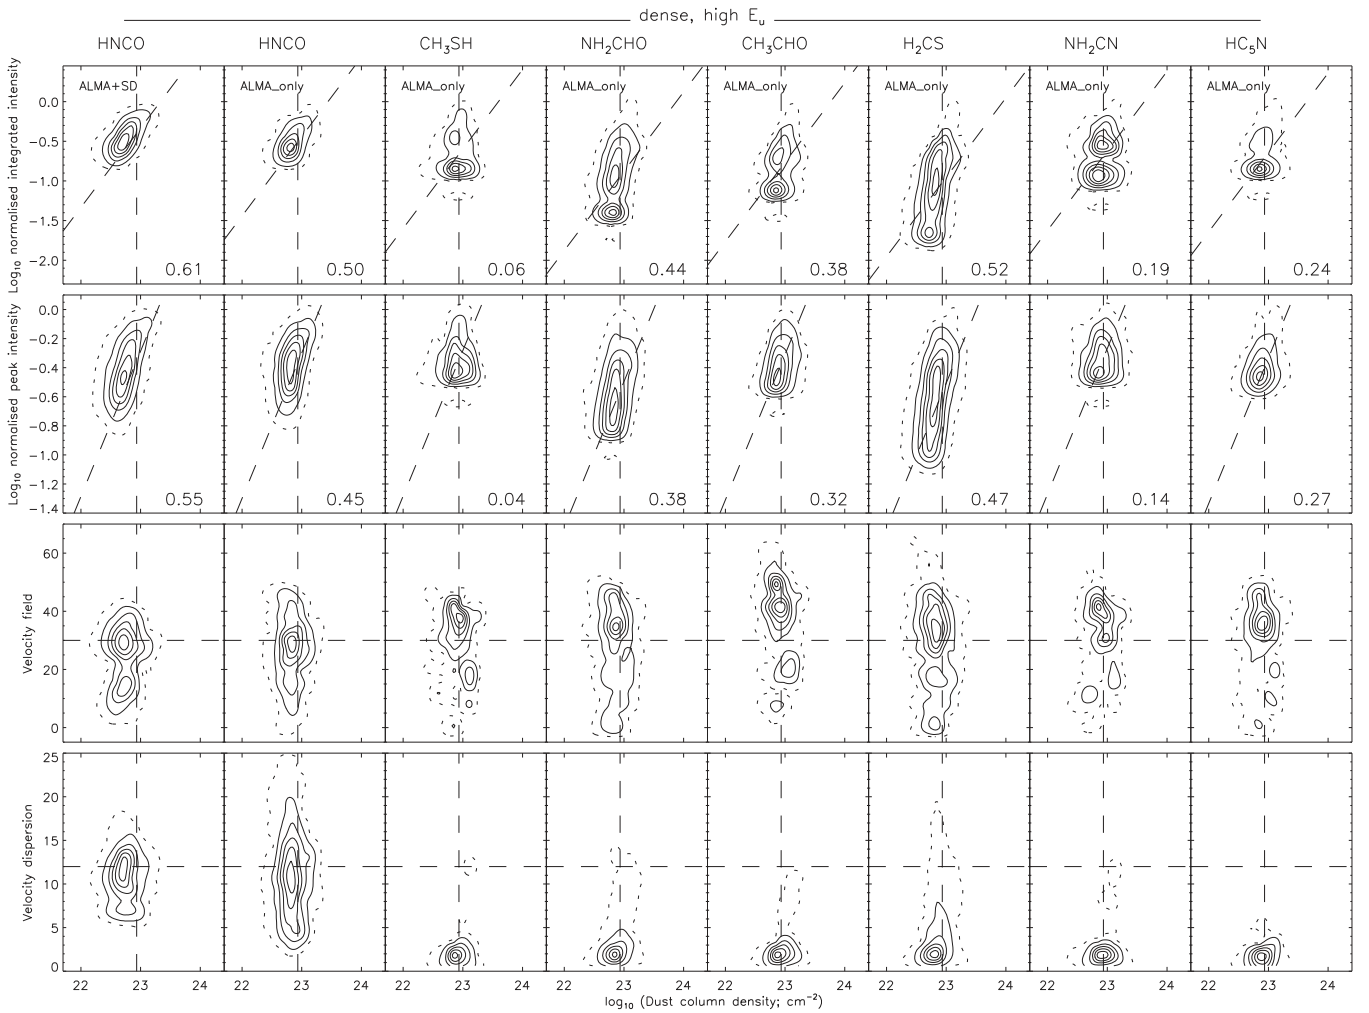 dense, high Eᵤ
HNCO HNCO CH₃SH NH₂CHO CH₃CHO H₂CS NH₂CN HC₅N
Log₁₀ normalised integrated intensity
ALMA+SD ALMA_only ALMA_only ALMA_only ALMA_only ALMA_only ALMA_only ALMA_only
0.0
−0.5
−1.0
−1.5
−2.0
0.61 0.50 0.06 0.44 0.38 0.52 0.19 0.24
Log₁₀ normalised peak intensity
0.0
−0.2
−0.4
−0.6
−0.8
−1.0
−1.2
−1.4
0.55 0.45 0.04 0.38 0.32 0.47 0.14 0.27
Velocity field
60
40
20
0
Velocity dispersion
25
20
15
10
5
0
22 23 24 22 23 24 22 23 24 22 23 24 22 23 24 22 23 24 22 23 24 22 23 24
log₁₀ (Dust column density; cm⁻²)